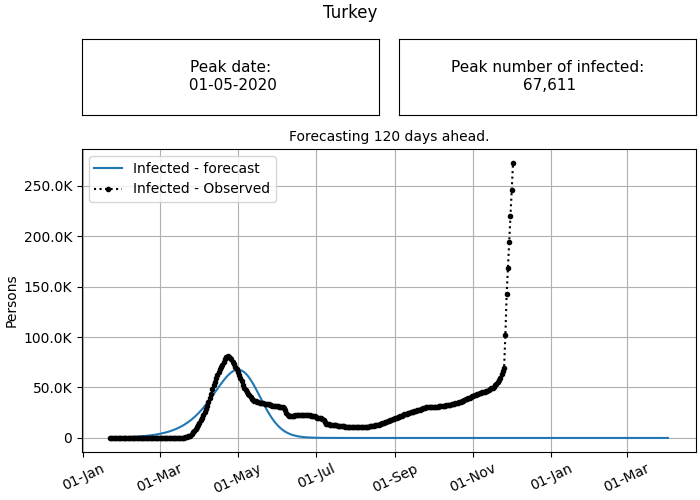 Turkey
Peak date:
01-05-2020
Peak number of infected:
67,611
Forecasting 120 days ahead.
Infected - forecast
Infected - Observed
Persons
250.0K
200.0K
150.0K
100.0K
50.0K
0
01-Jan
01-Mar
01-May
01-Jul
01-Sep
01-Nov
01-Jan
01-Mar